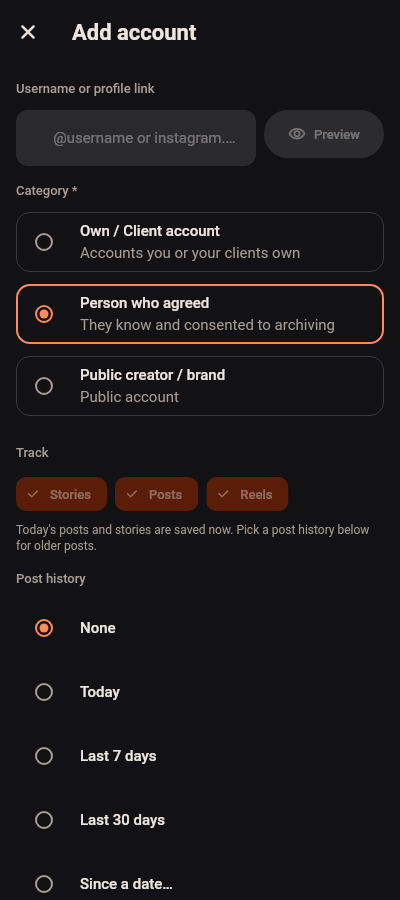 Add account
Username or profile link
@username or instagram....
Preview
Category *
Own / Client account
Accounts you or your clients own
Person who agreed
They know and consented to archiving
Public creator / brand
Public account
Track
Stories
Posts
Reels
Today's posts and stories are saved now. Pick a post history below
for older posts.
Post history
None
Today
Last 7 days
Last 30 days
Since a date...